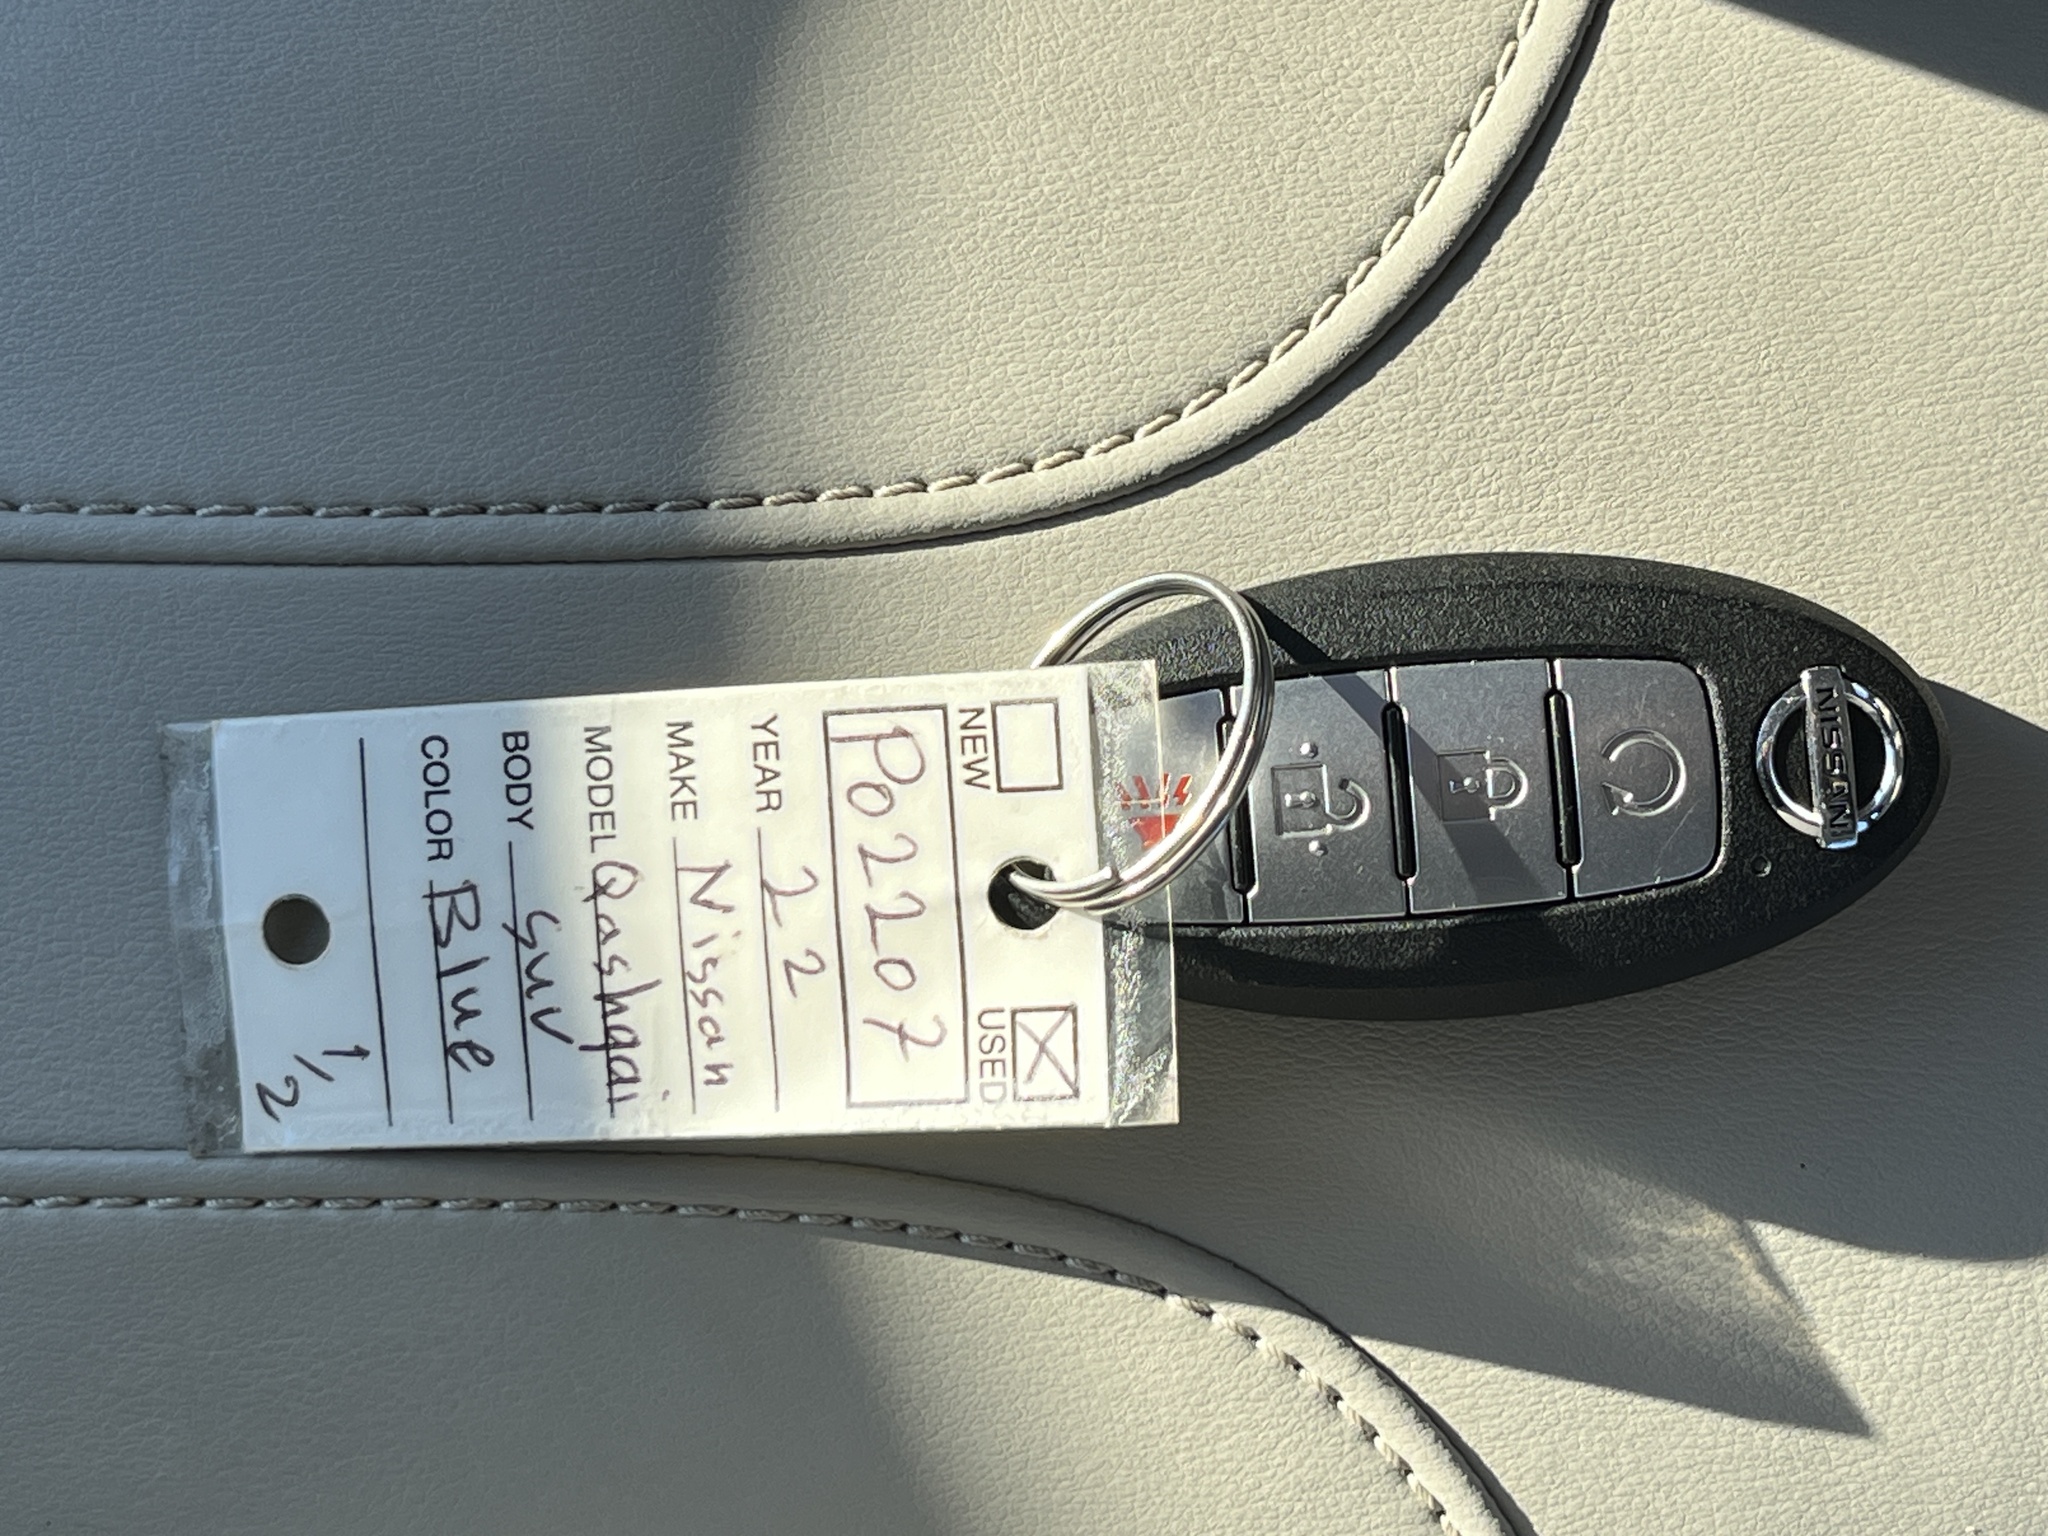 NISSAN
NEW USED
P02207
YEAR 22
MAKE Nissan
MODEL Qashqai
BODY Suv
COLOR Blue
1/2